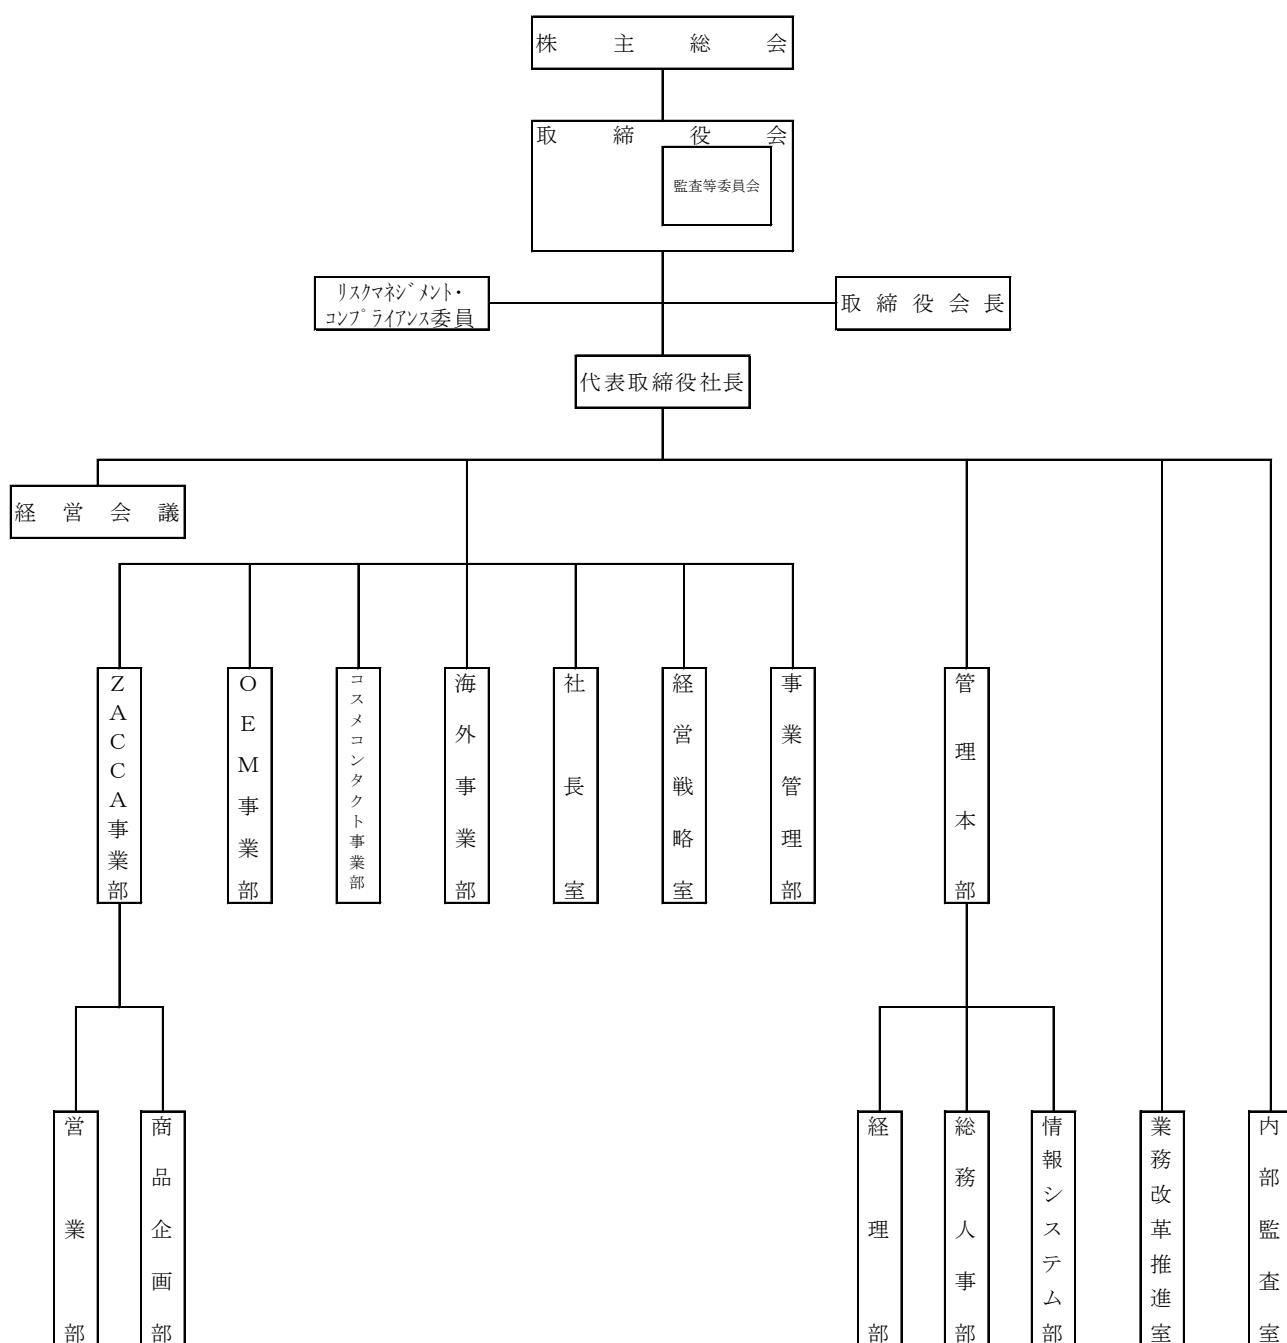 株主総会
取締役会
監査等委員会
リスクマネジメント・
コンプライアンス委員
取締役会長
代表取締役社長
経営会議
ZACCA事業部
OEM事業部
コスメコンタクト事業部
海外事業部
社長室
経営戦略室
事業管理部
管理本部
営業部
商品企画部
経理部
総務人事部
情報システム部
業務改革推進室
内部監査室